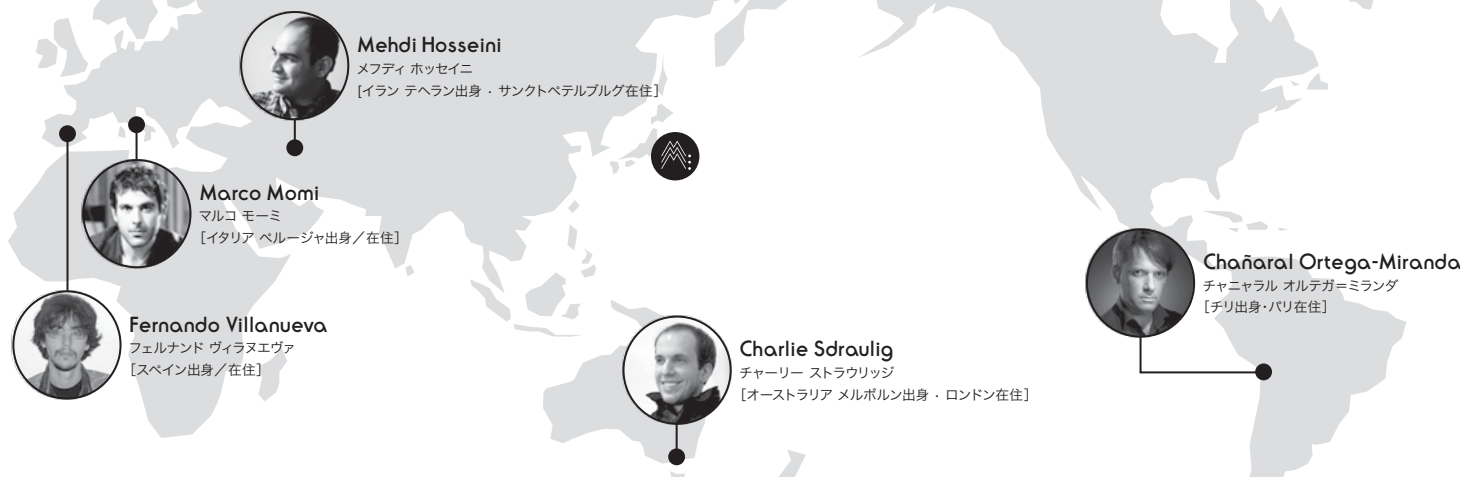 Mehdi Hosseini
メフディ ホッセイニ
[イラン テヘラン出身・サンクトペテルブルグ在住]
Marco Momi
マルコ モーミ
[イタリア ペルージャ出身／在住]
Fernando Villanueva
フェルナンド ヴィラヌエヴァ
[スペイン出身／在住]
Charlie Sdraulig
チャーリー ストラウリッジ
[オーストラリア メルボルン出身・ロンドン在住]
Chañaral Ortega-Miranda
チャニャラル オルテガ＝ミランダ
[チリ出身・パリ在住]